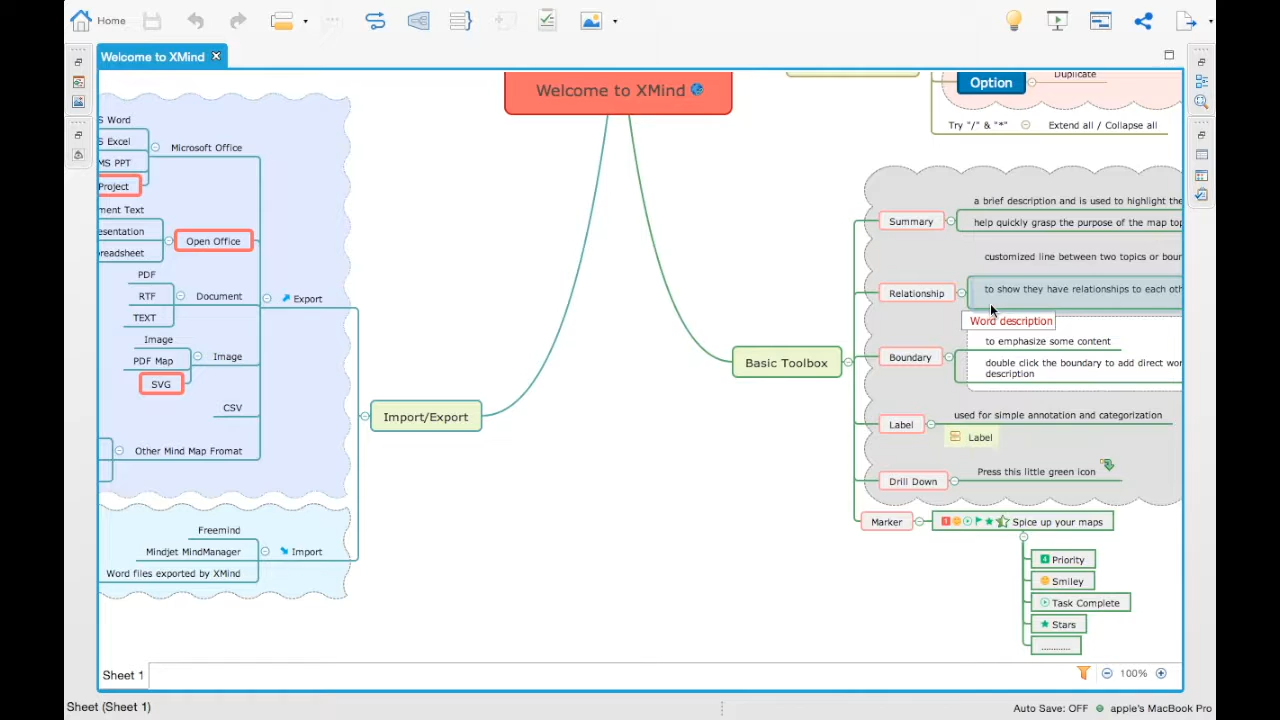 Home
Welcome to XMind
Welcome to XMind
Option
Duplicate
Try "/" & "*"
Extend all / Collapse all
S Word
S Excel
MS PPT
Project
Microsoft Office
ment Text
esentation
readsheet
Open Office
PDF
RTF
TEXT
Document
Export
Image
PDF Map
SVG
Image
CSV
Other Mind Map Fromat
Import/Export
Freemind
Mindjet MindManager
Word files exported by XMind
Import
Basic Toolbox
Summary
a brief description and is used to highlight the
help quickly grasp the purpose of the map top
customized line between two topics or boun
Relationship
to show they have relationships to each oth
Word description
to emphasize some content
Boundary
double click the boundary to add direct wor
description
Label
used for simple annotation and categorization
Label
Press this little green icon
Drill Down
Marker
Spice up your maps
Priority
Smiley
Task Complete
Stars
............
Sheet 1
100%
Sheet (Sheet 1)
Auto Save: OFF
apple's MacBook Pro